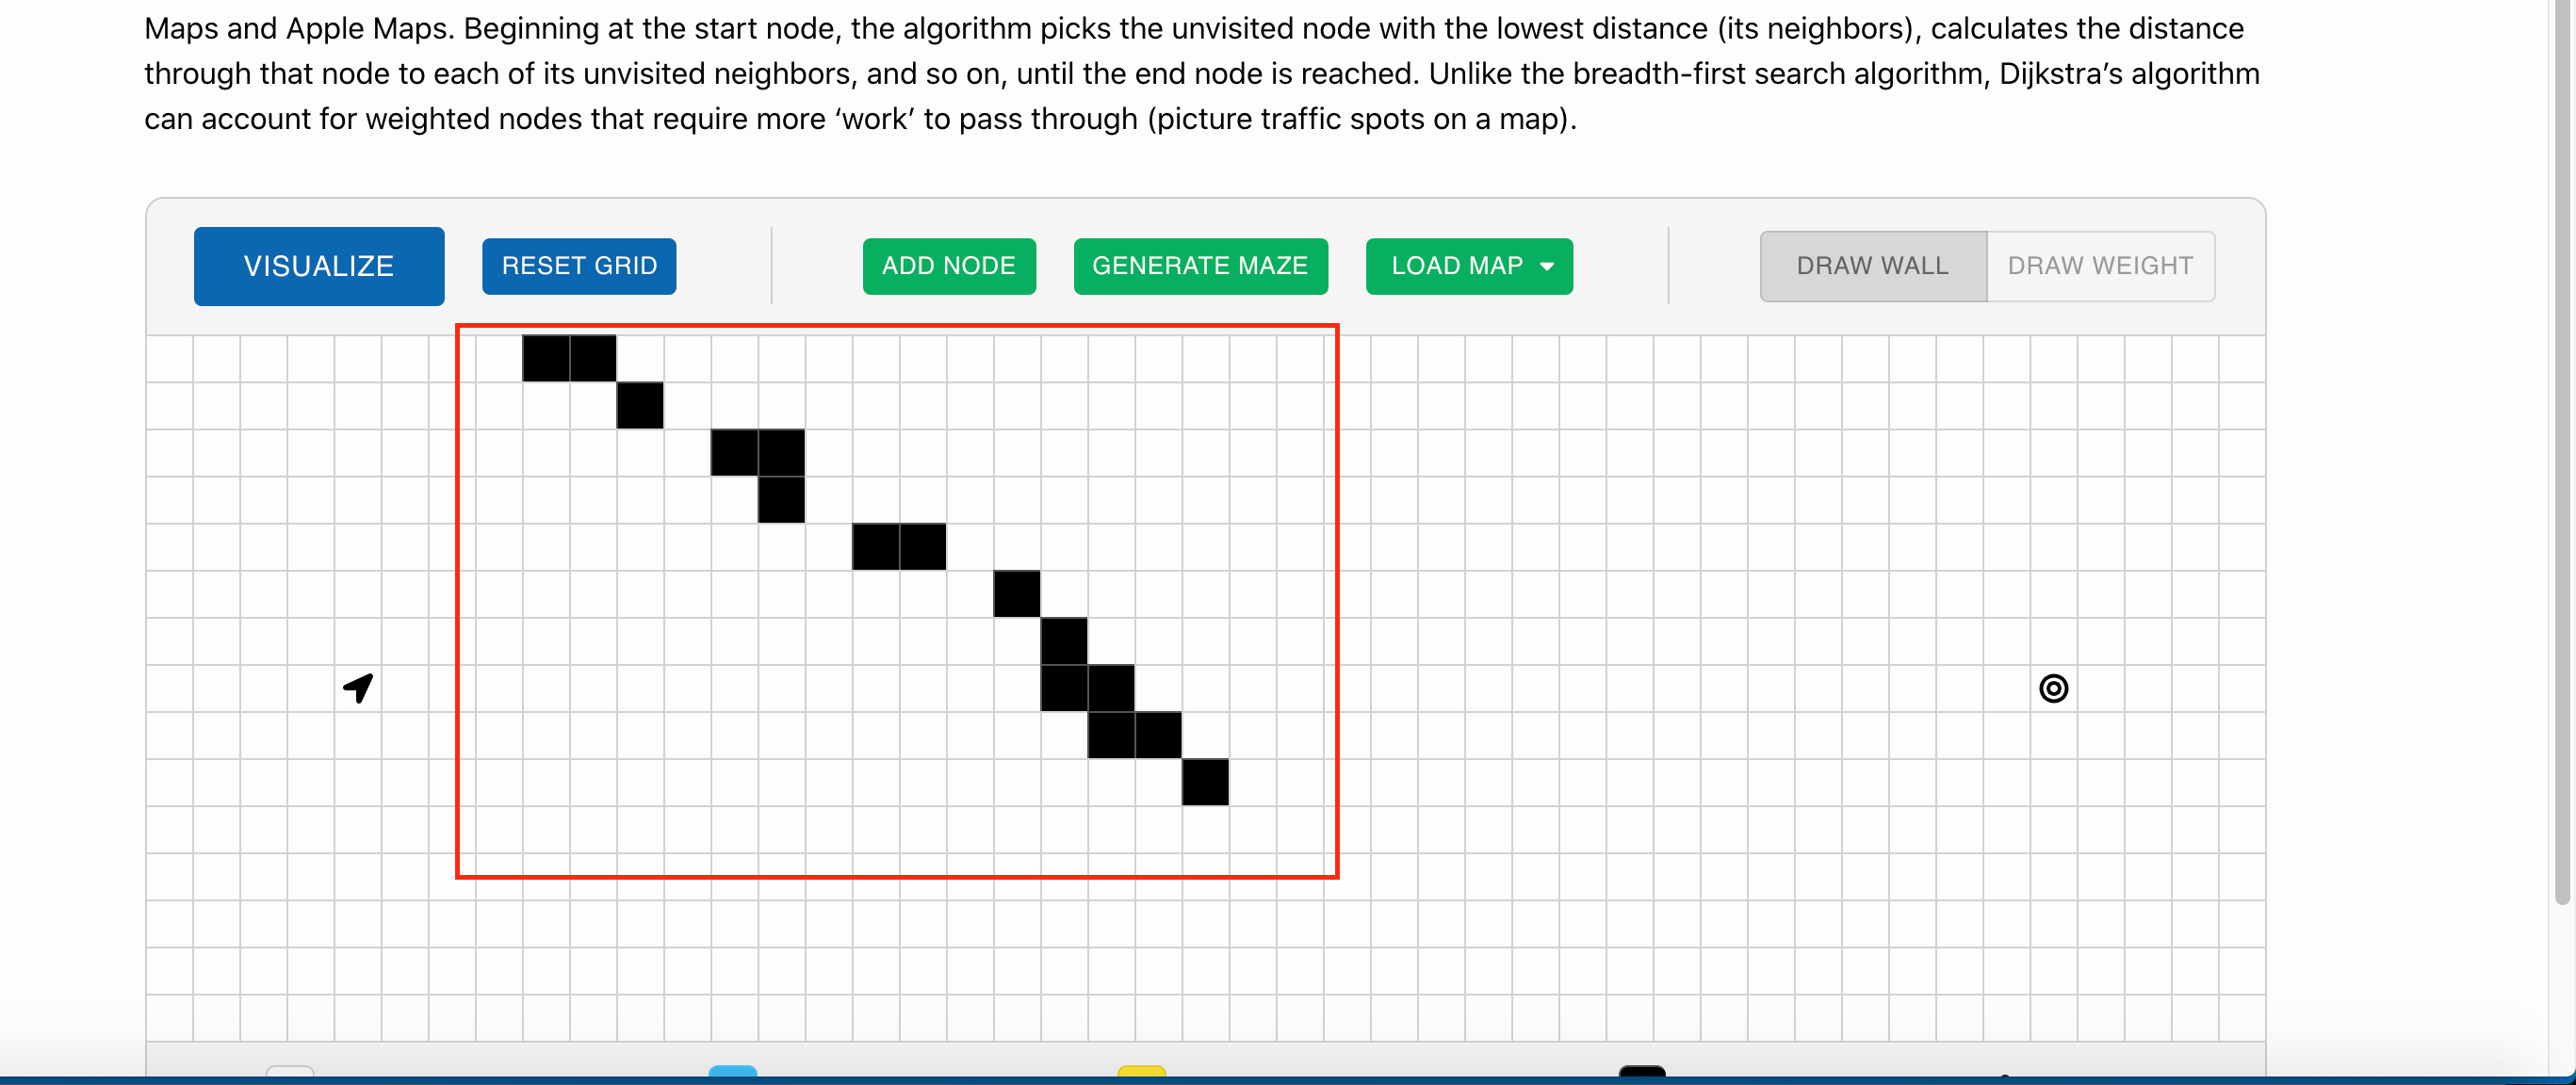 Maps and Apple Maps. Beginning at the start node, the algorithm picks the unvisited node with the lowest distance (its neighbors), calculates the distance
through that node to each of its unvisited neighbors, and so on, until the end node is reached. Unlike the breadth-first search algorithm, Dijkstra’s algorithm
can account for weighted nodes that require more ‘work’ to pass through (picture traffic spots on a map).
VISUALIZE RESET GRID ADD NODE GENERATE MAZE LOAD MAP DRAW WALL DRAW WEIGHT